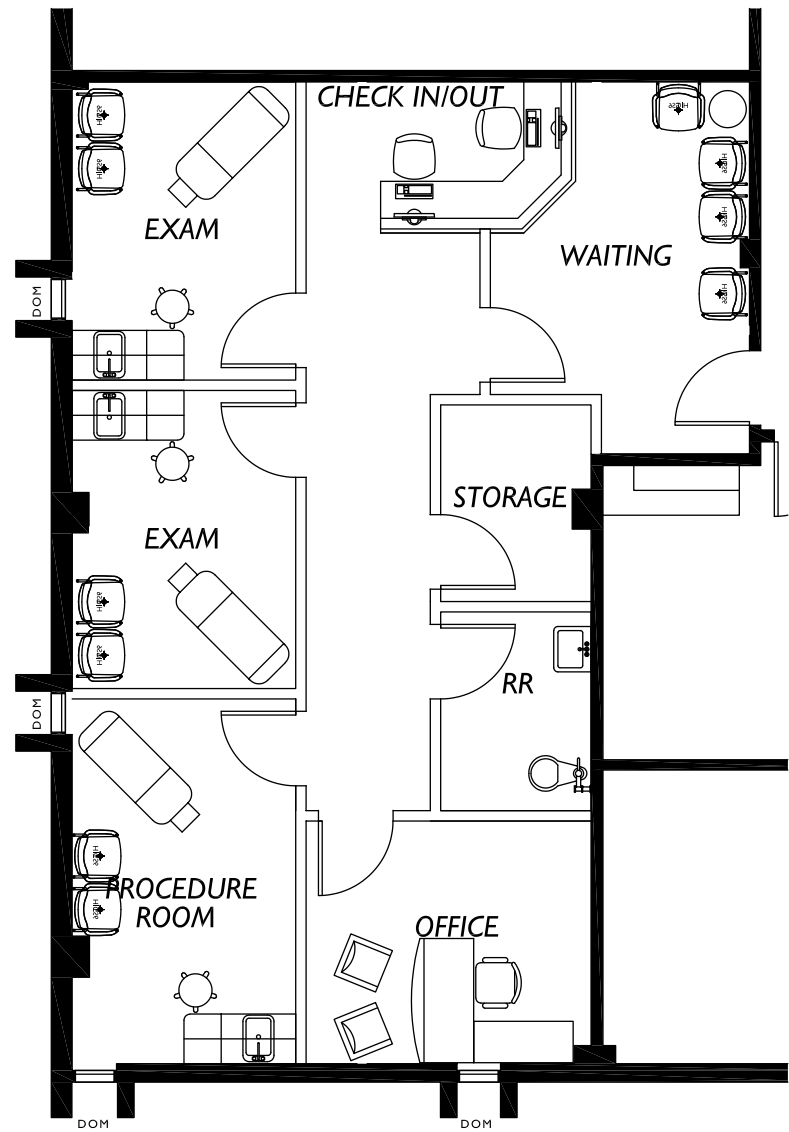 CHECK IN/OUT
EXAM
WAITING
DOM
STORAGE
EXAM
RR
DOM
PROCEDURE
ROOM
OFFICE
DOM
DOM